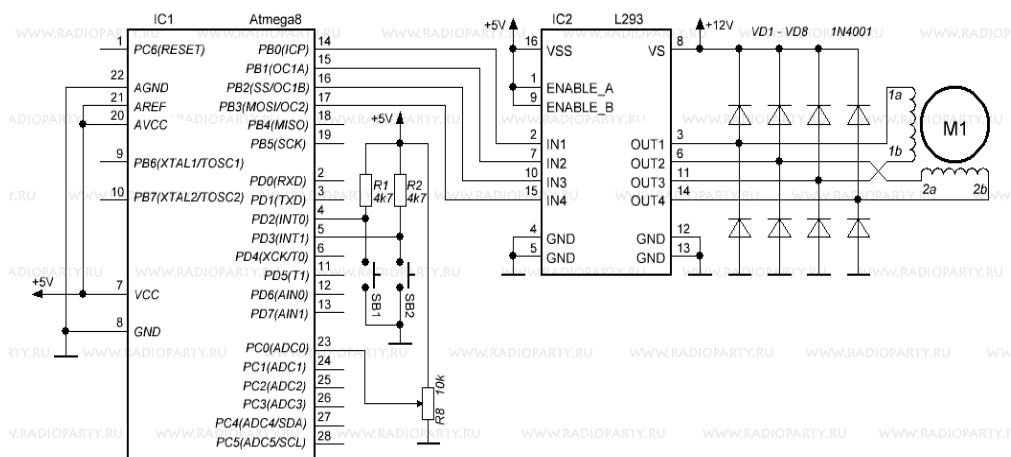 IC1 Atmega8
1 PC6(RESET)
22 AGND
21 AREF
20 AVCC
9 PB6(XTAL1/TOSC1)
10 PB7(XTAL2/TOSC2)
+5V
7 VCC
8 GND
PB0(ICP) 14
PB1(OC1A) 15
PB2(SS/OC1B) 16
PB3(MOSI/OC2) 17
PB4(MISO) 18
PB5(SCK) 19
PD0(RXD) 2
PD1(TXD) 3
PD2(INT0) 4
PD3(INT1) 5
PD4(XCK/T0) 6
PD5(T1) 11
PD6(AIN0) 12
PD7(AIN1) 13
PC0(ADC0) 23
PC1(ADC1) 24
PC2(ADC2) 25
PC3(ADC3) 26
PC4(ADC4/SDA) 27
PC5(ADC5/SCL) 28
+5V
R1 4k7
R2 4k7
SB1
SB2
10k
R8
IC2 L293
+5V
16 VSS
1 ENABLE_A
9 ENABLE_B
2 IN1
7 IN2
10 IN3
15 IN4
4 GND
5 GND
VS 8
+12V
OUT1 3
OUT2 6
OUT3 11
OUT4 14
GND 12
GND 13
VD1 - VD8 1N4001
1a
1b
M1
2a 2b
WWW.RADIOPARTY.RU